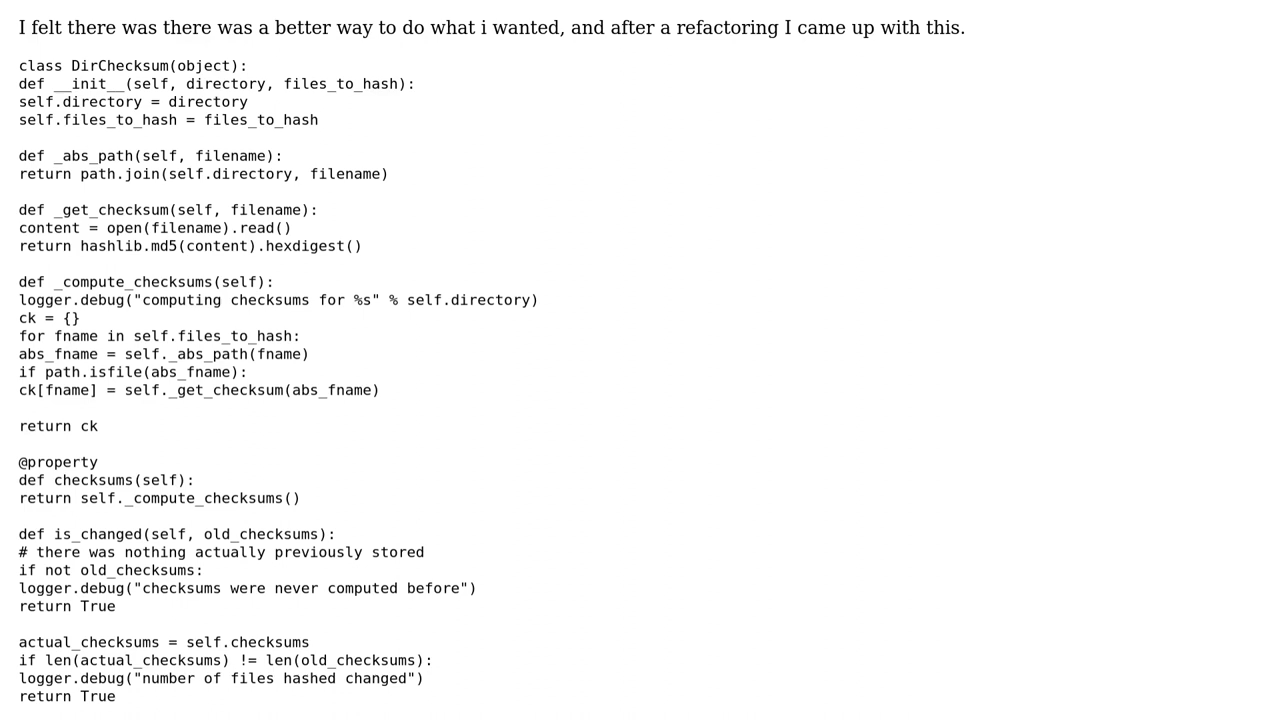 I felt there was there was a better way to do what i wanted, and after a refactoring I came up with this.
class DirChecksum(object):
def __init__(self, directory, files_to_hash):
self.directory = directory
self.files_to_hash = files_to_hash
def _abs_path(self, filename):
return path.join(self.directory, filename)
def _get_checksum(self, filename):
content = open(filename).read()
return hashlib.md5(content).hexdigest()
def _compute_checksums(self):
logger.debug("computing checksums for %s" % self.directory)
ck = {}
for fname in self.files_to_hash:
abs_fname = self._abs_path(fname)
if path.isfile(abs_fname):
ck[fname] = self._get_checksum(abs_fname)
return ck
@property
def checksums(self):
return self._compute_checksums()
def is_changed(self, old_checksums):
# there was nothing actually previously stored
if not old_checksums:
logger.debug("checksums were never computed before")
return True
actual_checksums = self.checksums
if len(actual_checksums) != len(old_checksums):
logger.debug("number of files hashed changed")
return True